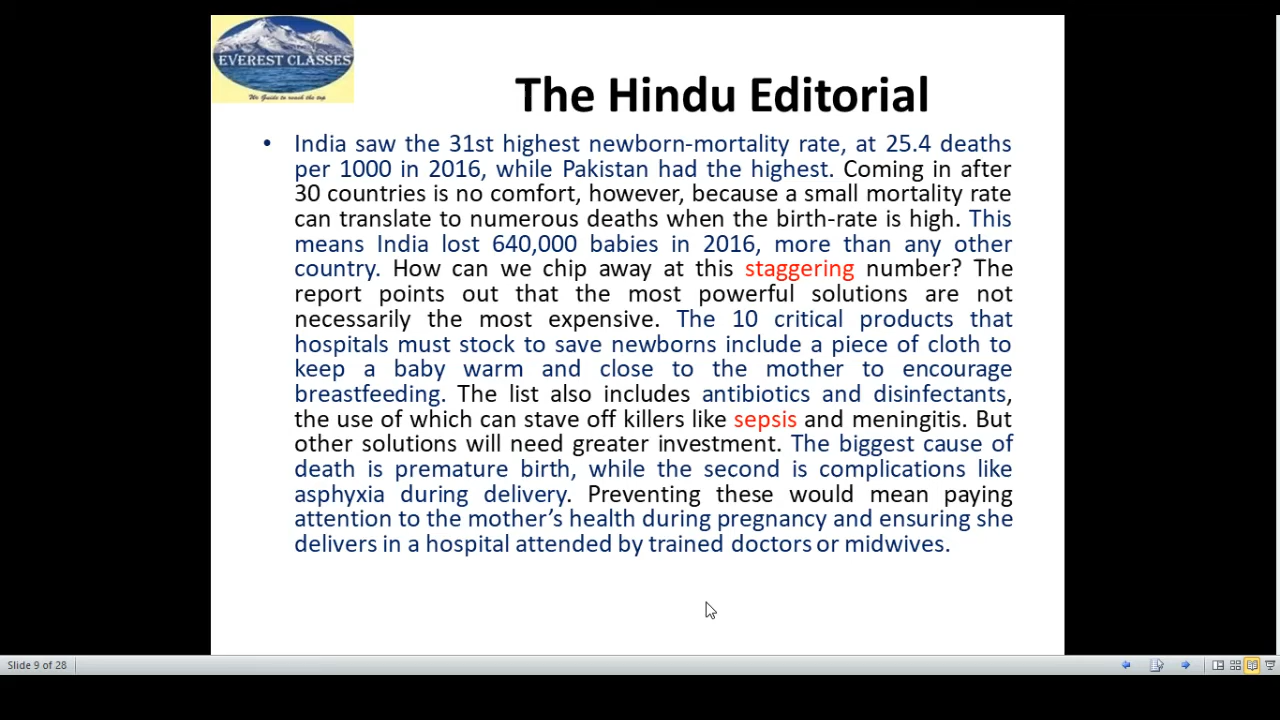 EVEREST CLASSES
We Guide to reach the top
The Hindu Editorial
• India saw the 31st highest newborn-mortality rate, at 25.4 deaths
per 1000 in 2016, while Pakistan had the highest. Coming in after
30 countries is no comfort, however, because a small mortality rate
can translate to numerous deaths when the birth-rate is high. This
means India lost 640,000 babies in 2016, more than any other
country. How can we chip away at this staggering number? The
report points out that the most powerful solutions are not
necessarily the most expensive. The 10 critical products that
hospitals must stock to save newborns include a piece of cloth to
keep a baby warm and close to the mother to encourage
breastfeeding. The list also includes antibiotics and disinfectants,
the use of which can stave off killers like sepsis and meningitis. But
other solutions will need greater investment. The biggest cause of
death is premature birth, while the second is complications like
asphyxia during delivery. Preventing these would mean paying
attention to the mother’s health during pregnancy and ensuring she
delivers in a hospital attended by trained doctors or midwives.
Slide 9 of 28